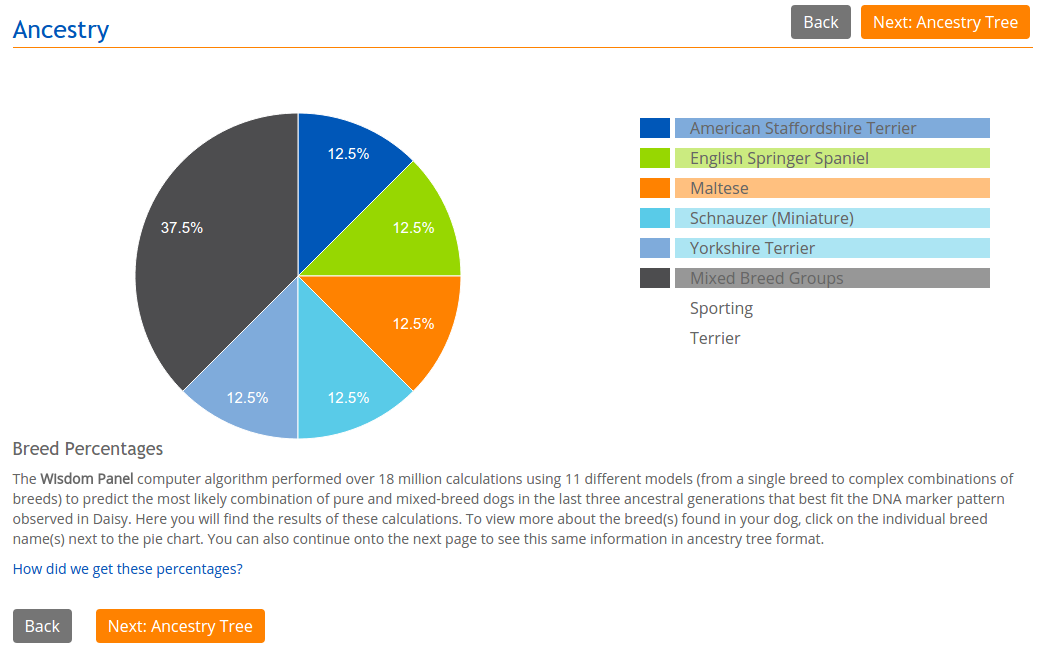 Ancestry
Back
Next: Ancestry Tree
12.5%
12.5%
12.5%
12.5%
12.5%
37.5%
American Staffordshire Terrier
English Springer Spaniel
Maltese
Schnauzer (Miniature)
Yorkshire Terrier
Mixed Breed Groups
Sporting
Terrier
Breed Percentages
The Wisdom Panel computer algorithm performed over 18 million calculations using 11 different models (from a single breed to complex combinations of
breeds) to predict the most likely combination of pure and mixed-breed dogs in the last three ancestral generations that best fit the DNA marker pattern
observed in Daisy. Here you will find the results of these calculations. To view more about the breed(s) found in your dog, click on the individual breed
name(s) next to the pie chart. You can also continue onto the next page to see this same information in ancestry tree format.
How did we get these percentages?
Back
Next: Ancestry Tree